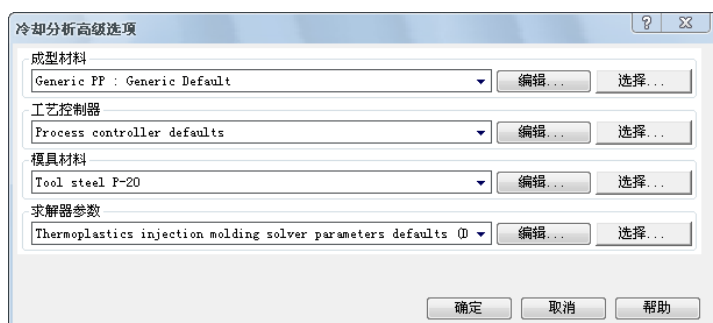 冷却分析高级选项
成型材料
Generic PP : Generic Default 编辑... 选择...
工艺控制器
Process controller defaults 编辑... 选择...
模具材料
Tool steel P-20 编辑... 选择...
求解器参数
Thermoplastics injection molding solver parameters defaults (D 编辑... 选择...
确定 取消 帮助